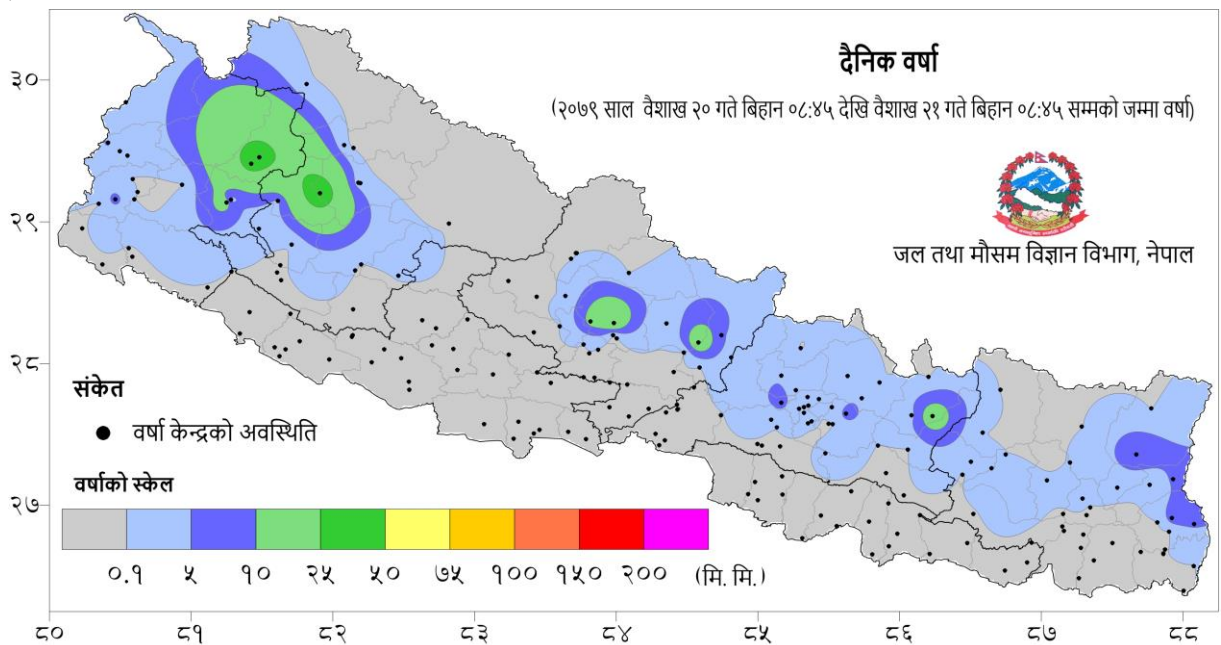 दैनिक वर्षा
(२०७९ साल वैशाख २० गते बिहान ०८:४५ देखि वैशाख २१ गते बिहान ०८:४५ सम्मको जम्मा वर्षा)
जल तथा मौसम विज्ञान विभाग, नेपाल
३०
२९
२८
२७
संकेत
वर्षा केन्द्रको अवस्थिति
वर्षाको स्केल
०.१ ५ १० २५ ५० ७५ १०० १५० २०० (मि. मि.)
८० ८१ ८२ ८३ ८४ ८५ ८६ ८७ ८८